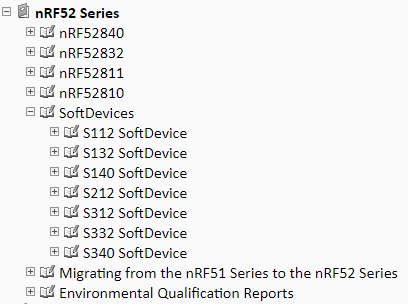 nRF52 Series
nRF52840
nRF52832
nRF52811
nRF52810
SoftDevices
S112 SoftDevice
S132 SoftDevice
S140 SoftDevice
S212 SoftDevice
S312 SoftDevice
S332 SoftDevice
S340 SoftDevice
Migrating from the nRF51 Series to the nRF52 Series
Environmental Qualification Reports